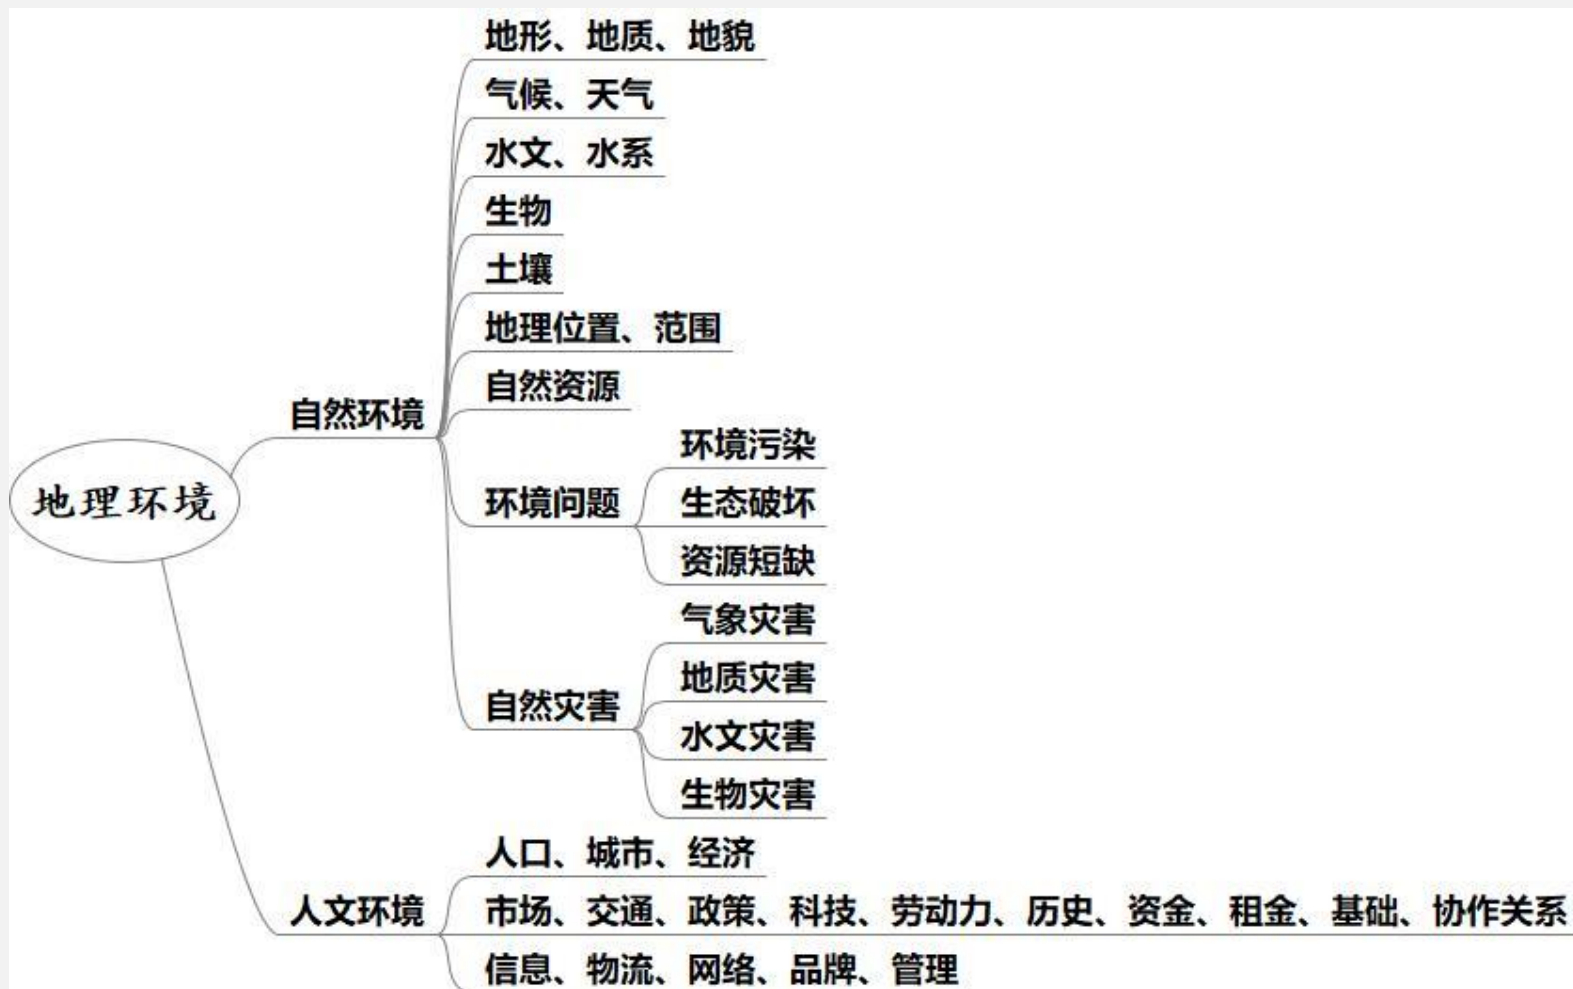 地形、地质、地貌
气候、天气
水文、水系
生物
土壤
地理位置、范围
自然资源
自然环境
环境污染
地理环境
环境问题
生态破坏
资源短缺
气象灾害
地质灾害
自然灾害
水文灾害
生物灾害
人口、城市、经济
人文环境
市场、交通、政策、科技、劳动力、历史、资金、租金、基础、协作关系
信息、物流、网络、品牌、管理